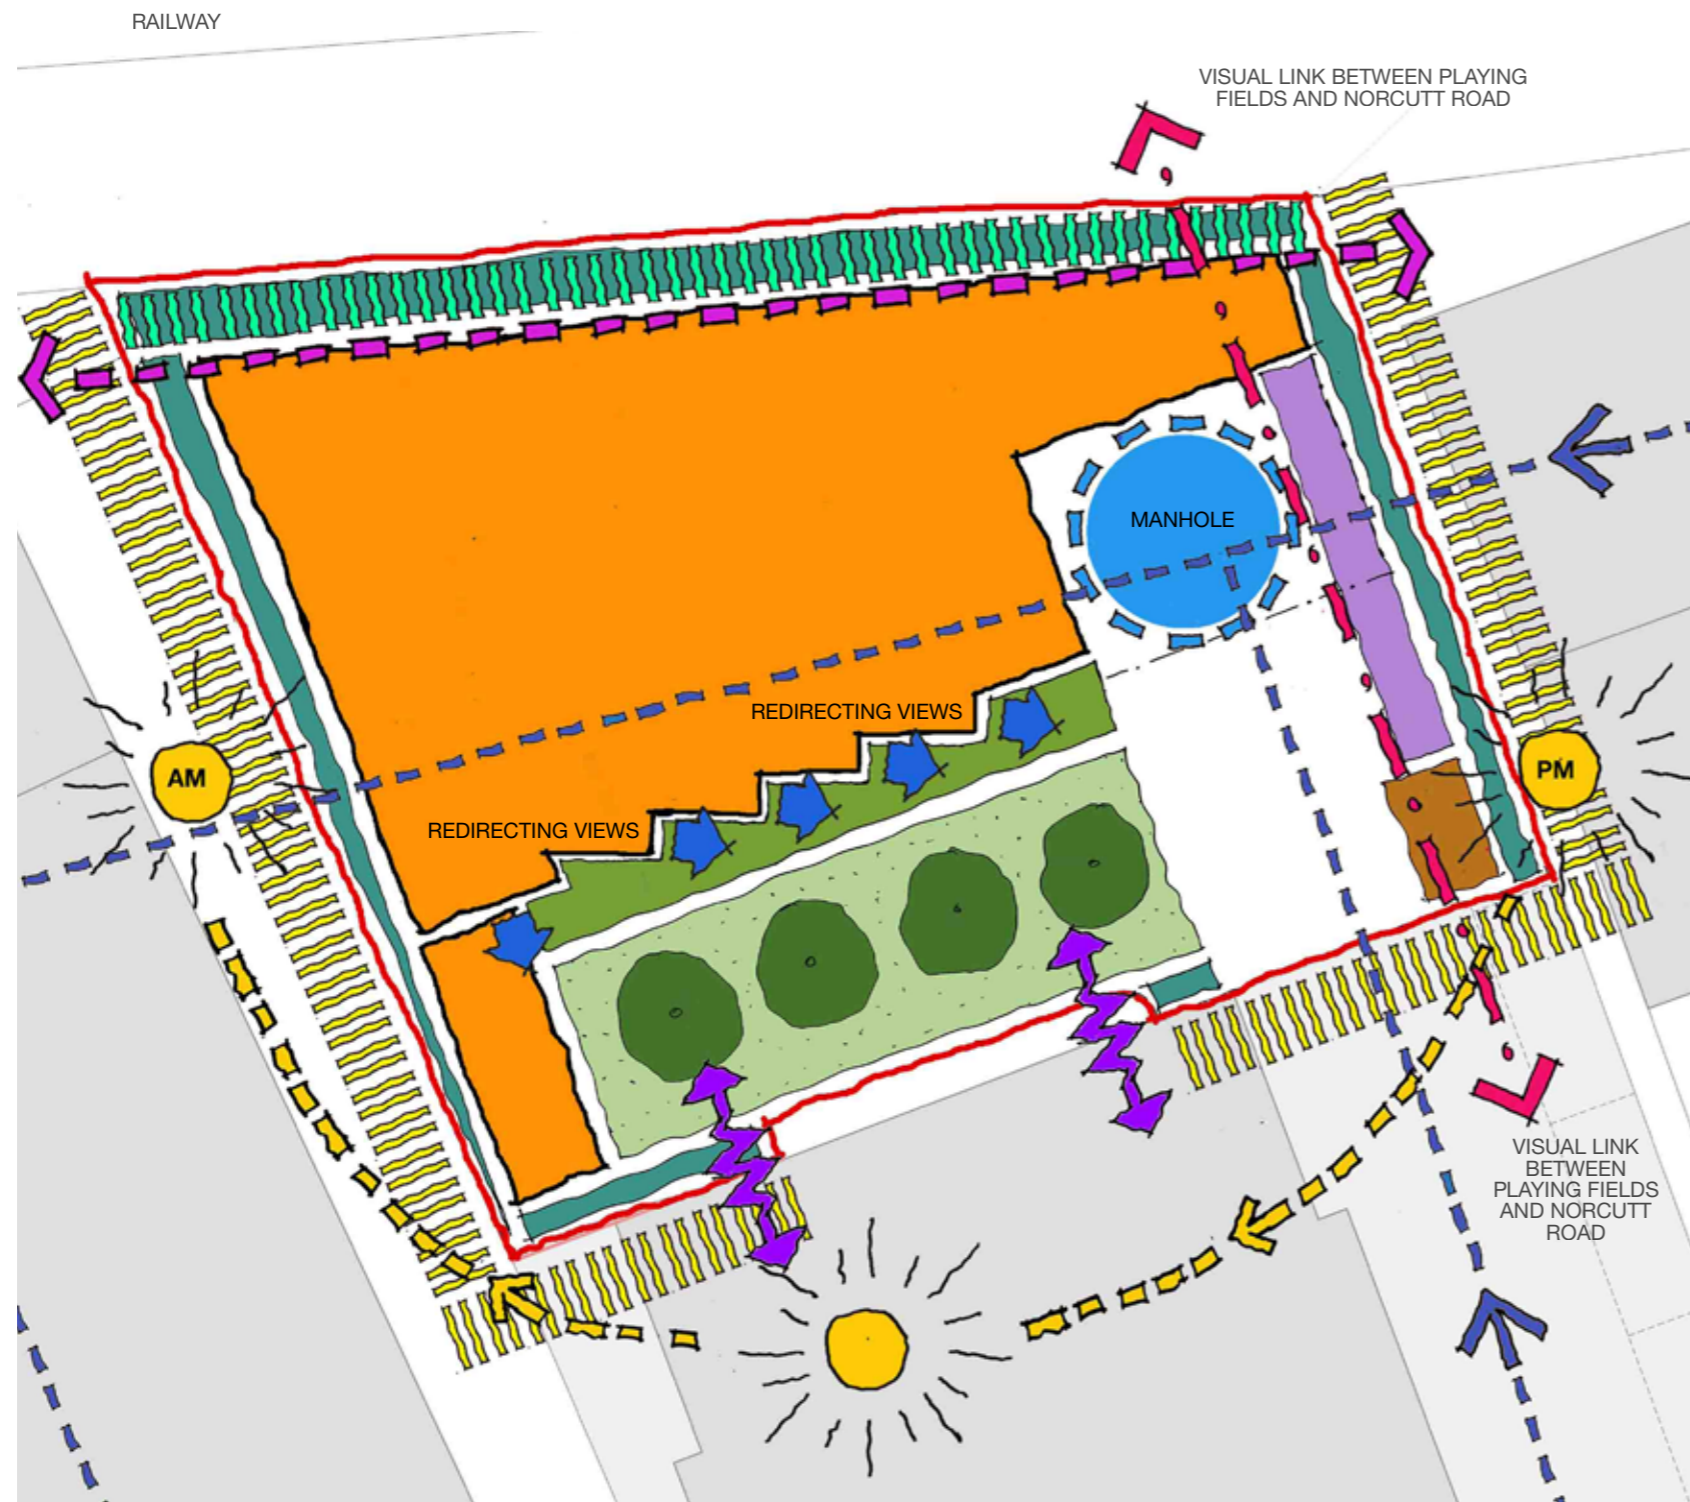 RAILWAY
VISUAL LINK BETWEEN PLAYING
FIELDS AND NORCUTT ROAD
MANHOLE
REDIRECTING VIEWS
AM
PM
REDIRECTING VIEWS
VISUAL LINK
BETWEEN
PLAYING FIELDS
AND NORCUTT
ROAD